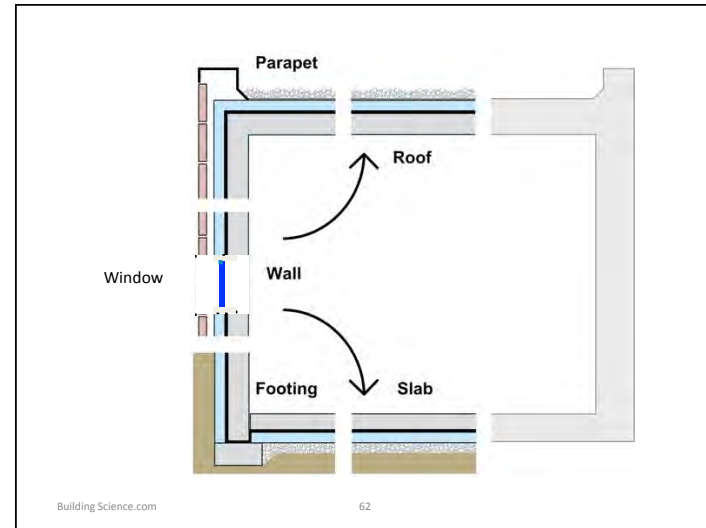 Parapet
Roof
Window
Wall
Footing
Slab
Building Science.com
62